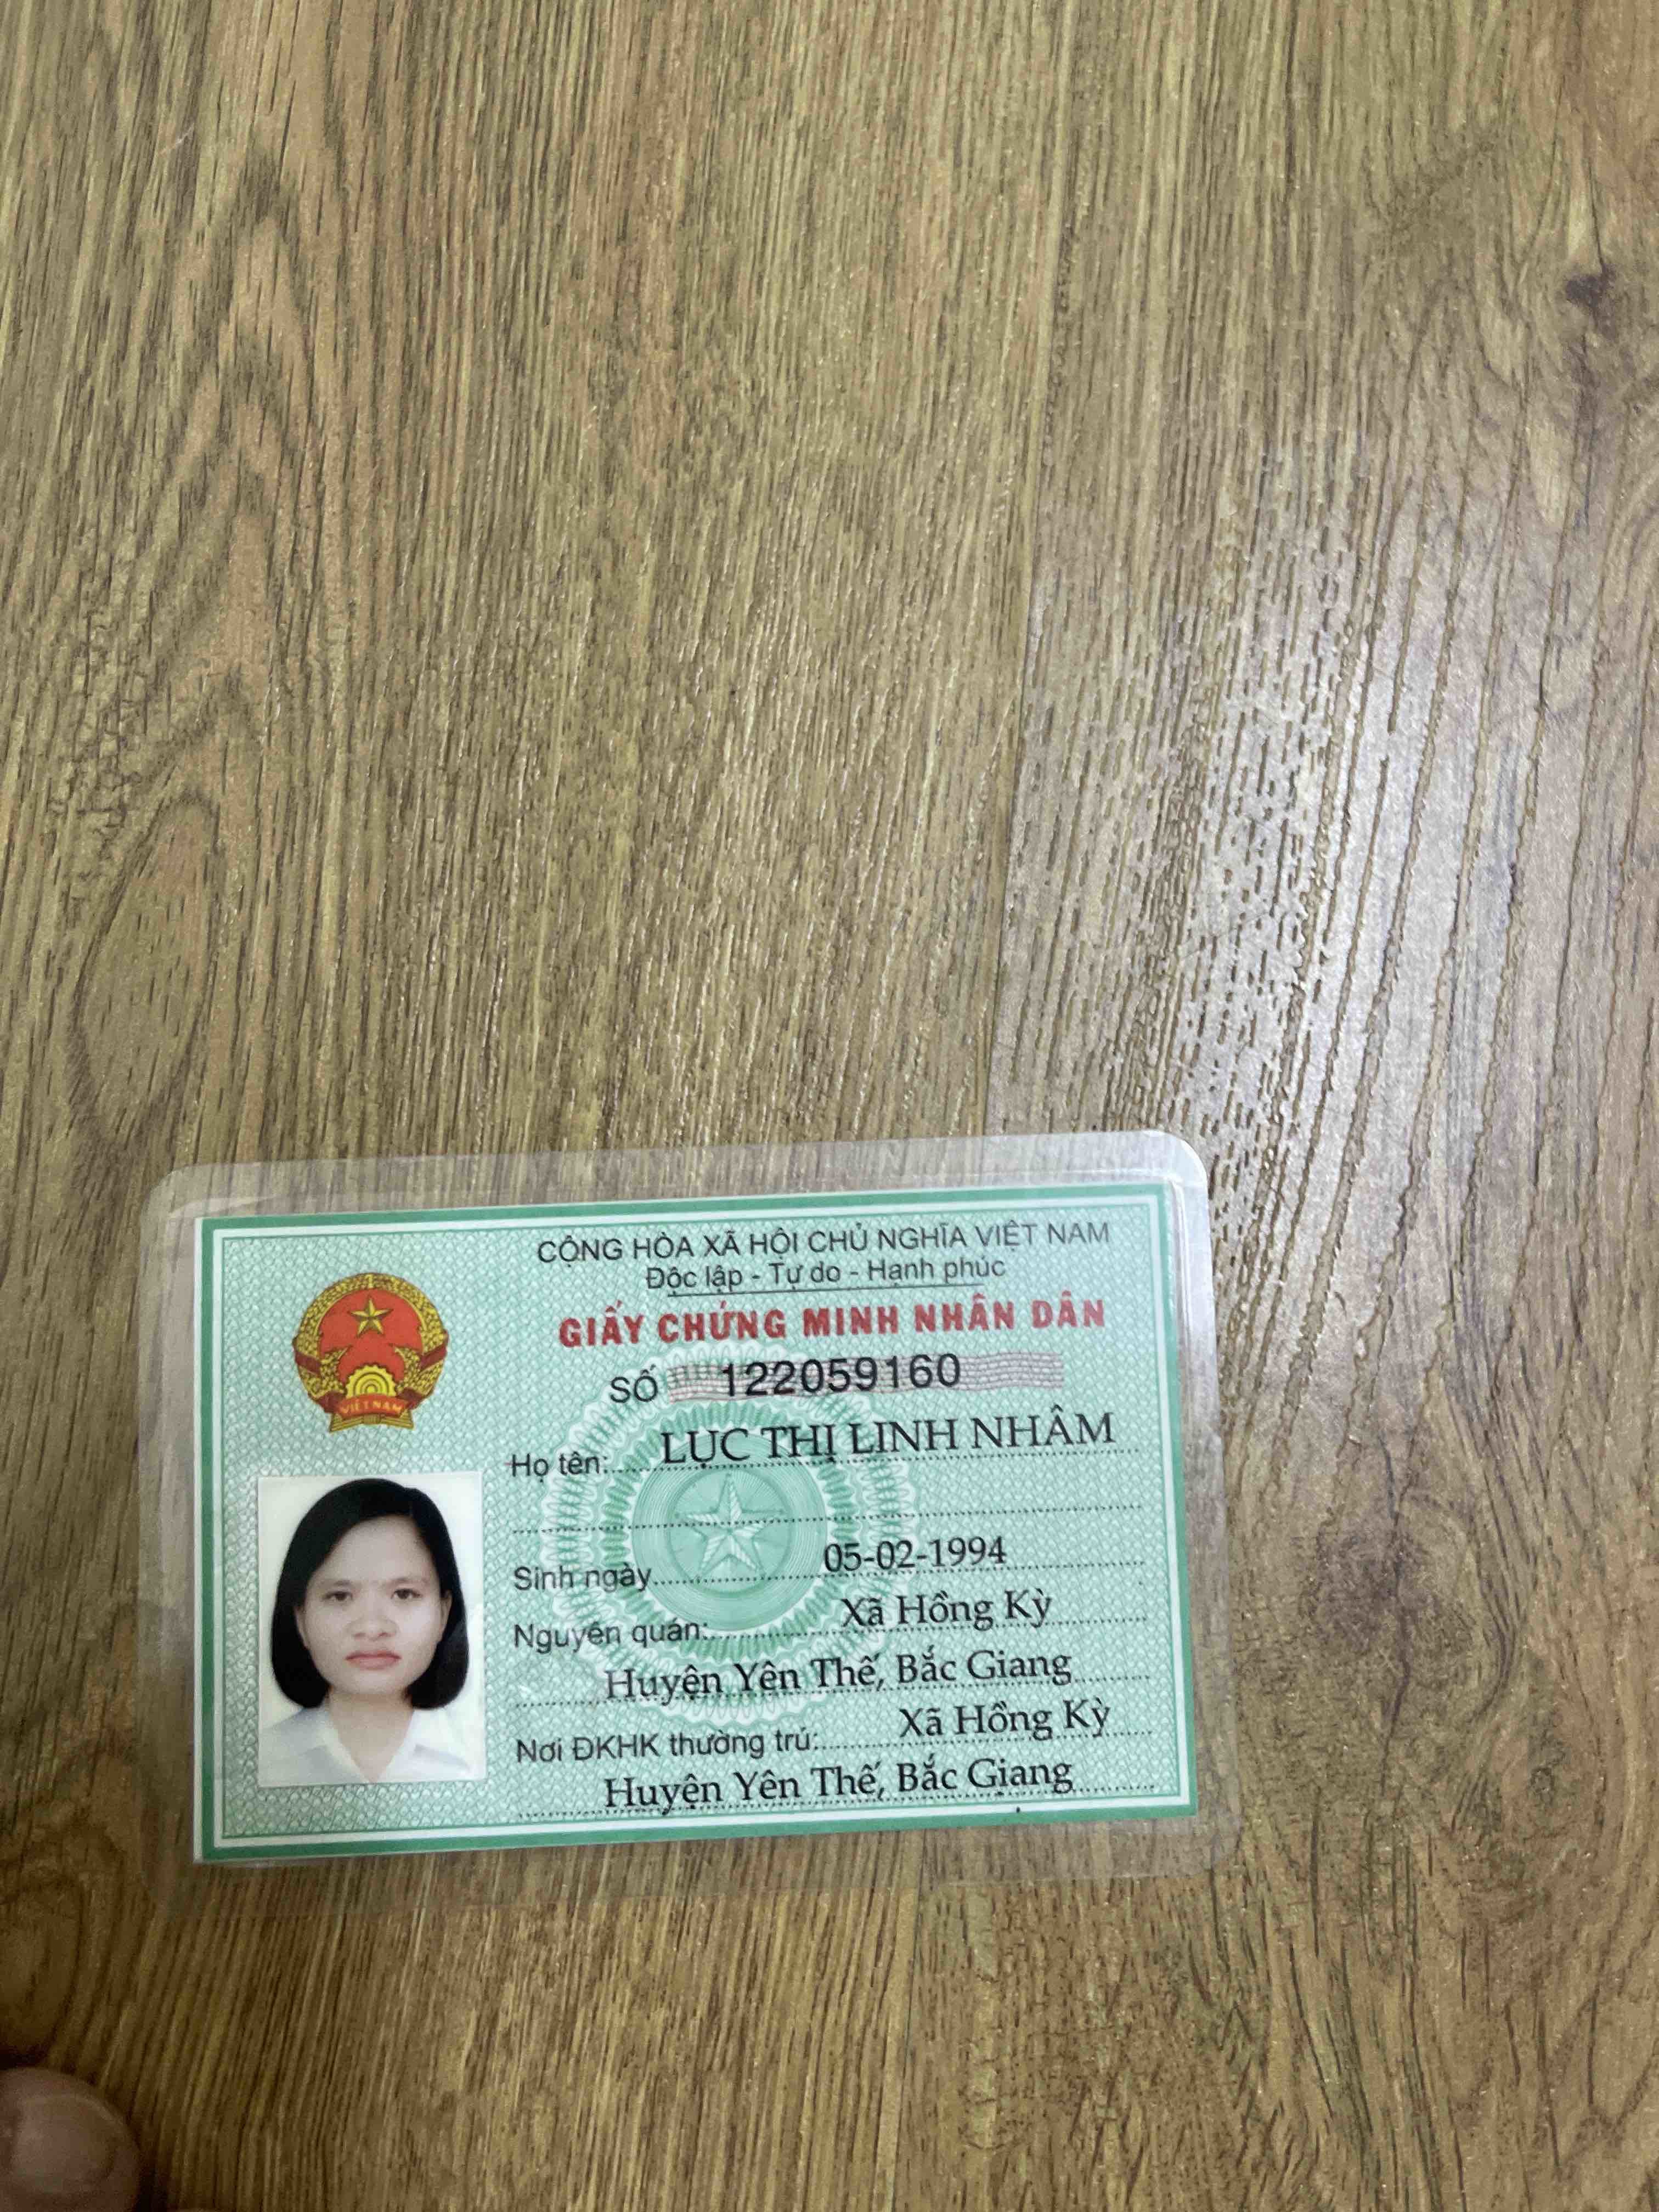 CỘNG HÒA XÃ HỘI CHỦ NGHĨA VIỆT NAM
Độc lập - Tự do - Hạnh phúc
GIẤY CHỨNG MINH NHÂN DÂN
SỐ 122059160
Họ tên: LỤC THỊ LINH NHÂM
Sinh ngày 05-02-1994
Nguyên quán: Xã Hồng Kỳ
Huyện Yên Thế, Bắc Giang
Nơi ĐKHK thường trú: Xã Hồng Kỳ
Huyện Yên Thế, Bắc Giang
VIỆT NAM